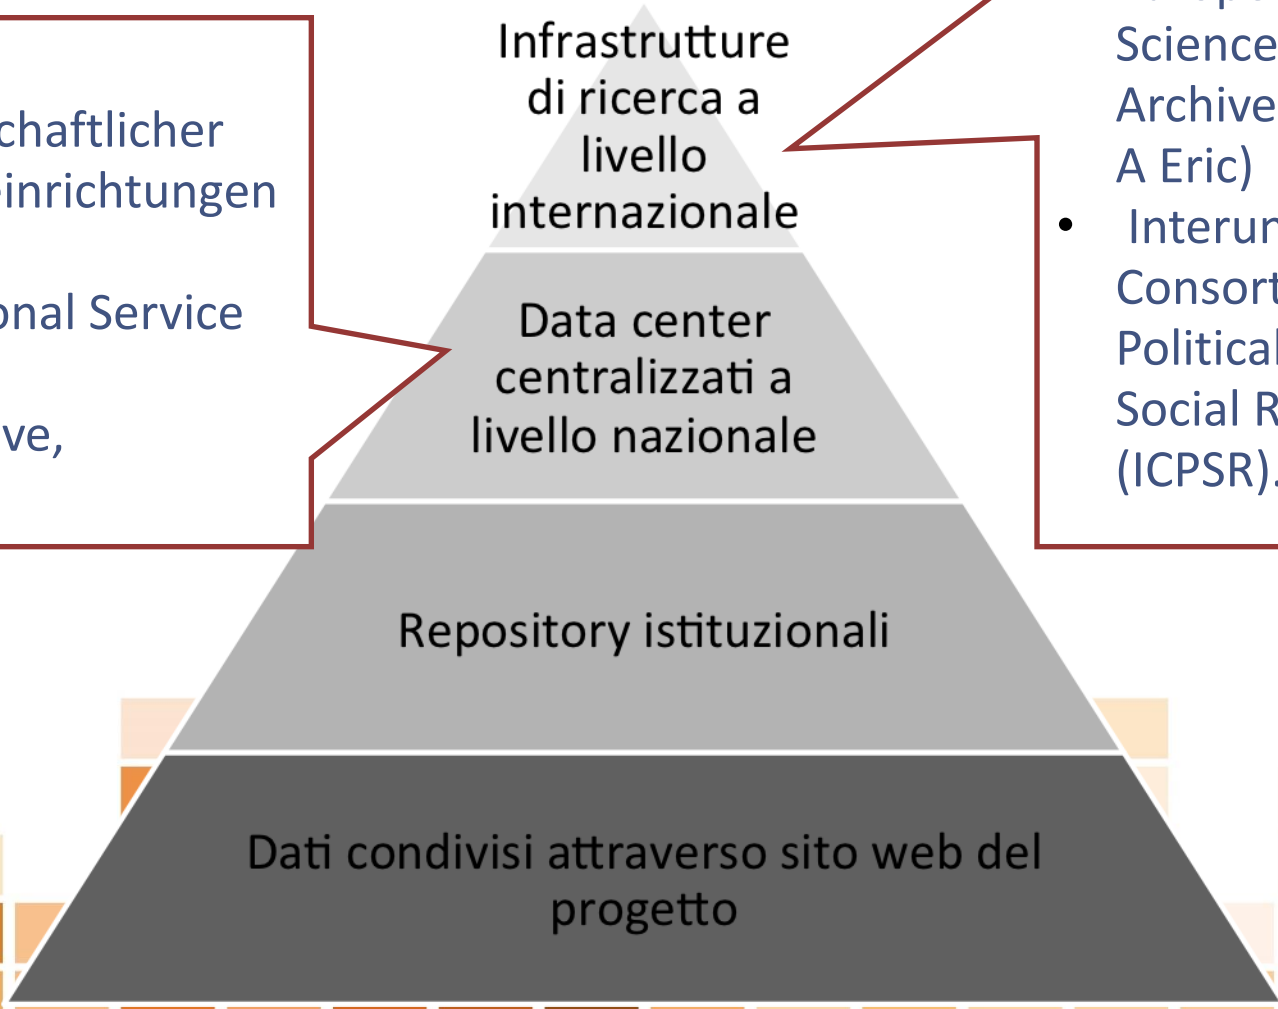 Infrastrutture
di ricerca a
livello
internazionale
Data center
centralizzati a
livello nazionale
Repository istituzionali
Dati condivisi attraverso sito web del
progetto
chaftlicher
einrichtungen
onal Service
ve,
Science
Archive
A Eric)
• Interun
Consort
Political
Social R
(ICPSR).